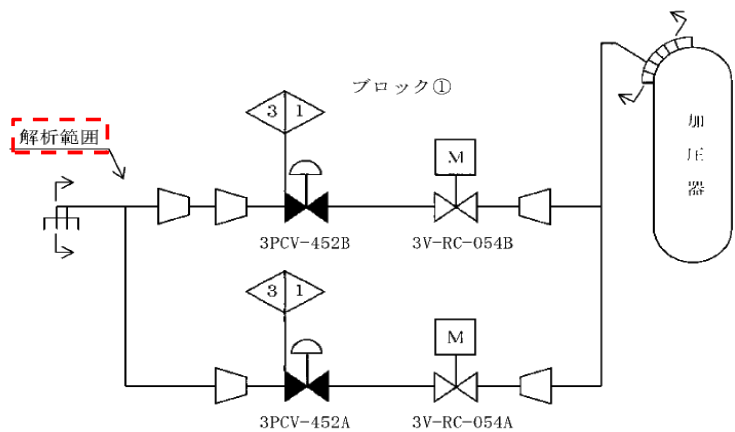 ブロック①
3 1
解析範囲
M
加圧器
3PCV-452B
3V-RC-054B
3 1
M
3PCV-452A
3V-RC-054A